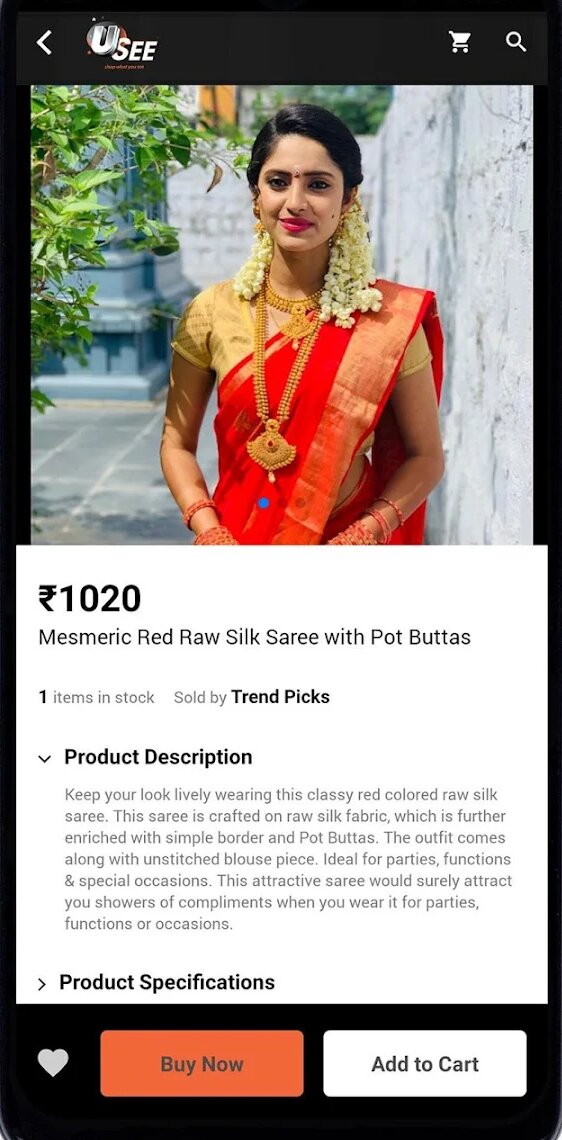 USEE
shop what you see
₹1020
Mesmeric Red Raw Silk Saree with Pot Buttas
1 items in stock Sold by Trend Picks
Product Description
Keep your look lively wearing this classy red colored raw silk
saree. This saree is crafted on raw silk fabric, which is further
enriched with simple border and Pot Buttas. The outfit comes
along with unstitched blouse piece. Ideal for parties, functions
& special occasions. This attractive saree would surely attract
you showers of compliments when you wear it for parties,
functions or occasions.
Product Specifications
Buy Now Add to Cart